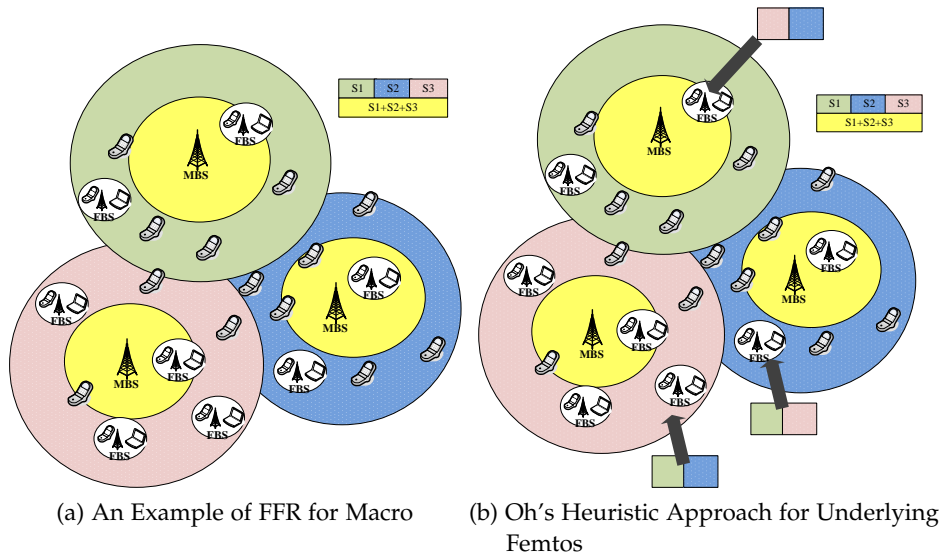 S1 S2 S3
S1+S2+S3
FBS
MBS
FBS
FBS
MBS
FBS
MBS
FBS
FBS
FBS
FBS
S1 S2 S3
S1+S2+S3
FBS
MBS
FBS
FBS
MBS
FBS
MBS
FBS
FBS
FBS
FBS
(a) An Example of FFR for Macro
(b) Oh's Heuristic Approach for Underlying
Femtos